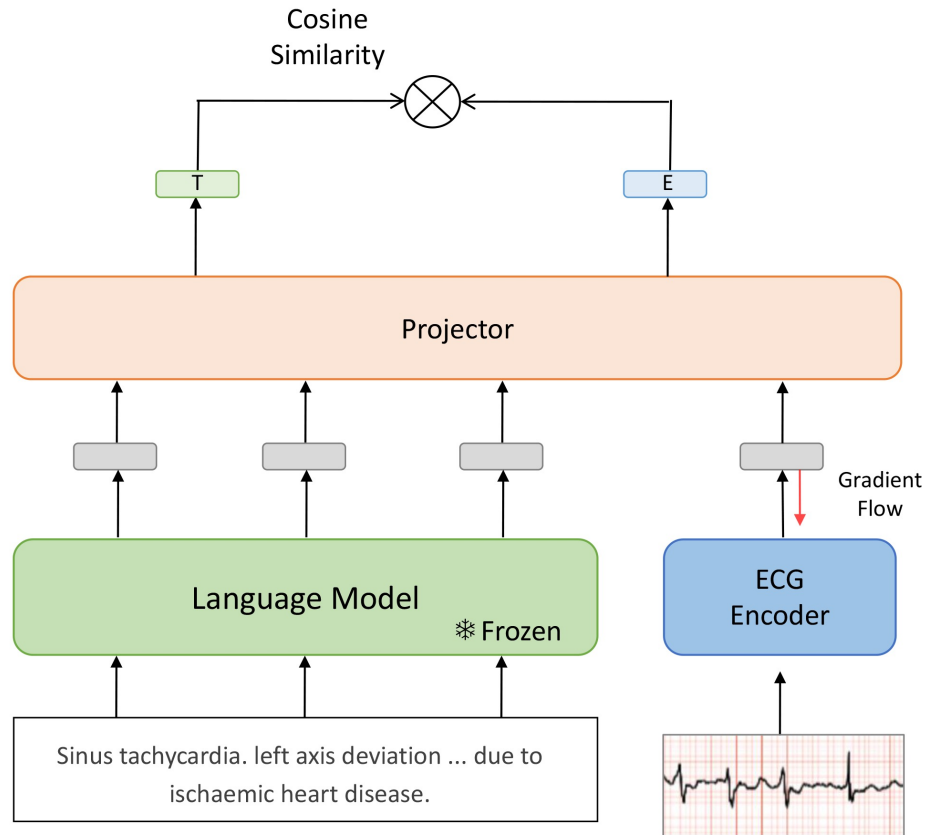 Cosine
Similarity
T
E
Projector
Gradient
Flow
Language Model
Frozen
ECG
Encoder
Sinus tachycardia. left axis deviation ... due to
ischaemic heart disease.